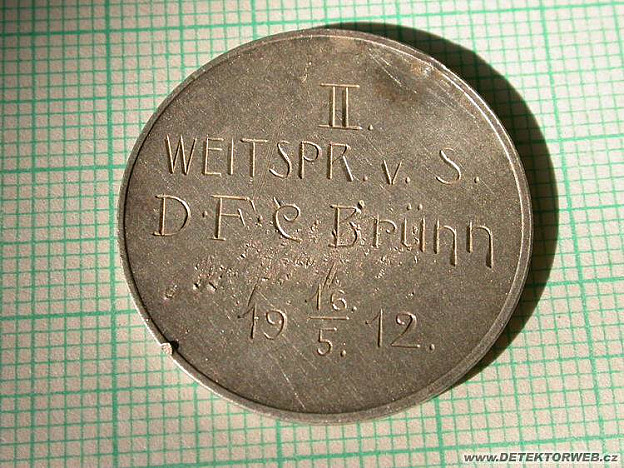 II.
WEITSPR. v. S.
D·F·C·Brünn
19 16./5. 12.
www.DETEKTORWEB.cz